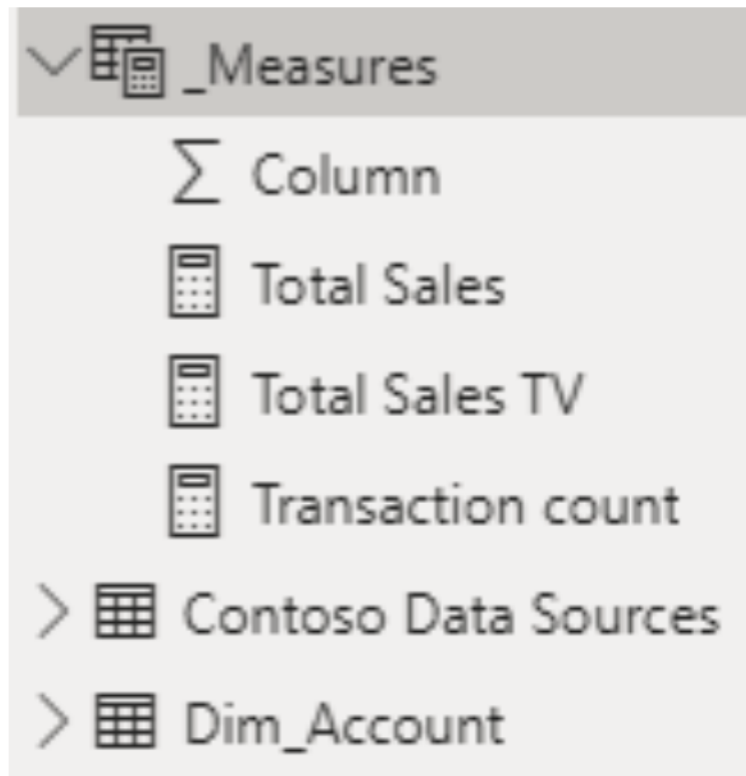 _Measures
Column
Total Sales
Total Sales TV
Transaction count
Contoso Data Sources
Dim_Account